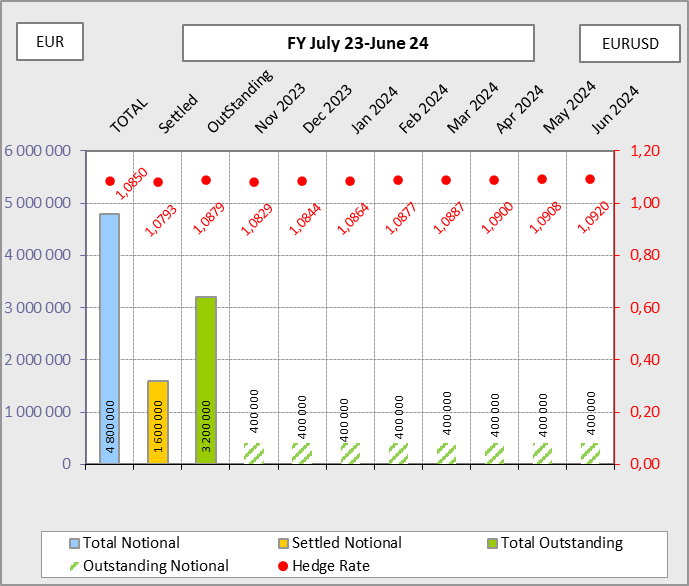 EUR
FY July 23-June 24
EURUSD
TOTAL
Settled
OutStanding
Nov 2023
Dec 2023
Jan 2024
Feb 2024
Mar 2024
Apr 2024
May 2024
Jun 2024
6 000 000
5 000 000
4 000 000
3 000 000
2 000 000
1 000 000
0
1,20
1,00
0,80
0,60
0,40
0,20
0,00
1,0850
1,0793
1,0879
1,0829
1,0844
1,0864
1,0877
1,0887
1,0900
1,0908
1,0920
4 800 000
1 600 000
3 200 000
400 000
400 000
400 000
400 000
400 000
400 000
400 000
400 000
Total Notional
Settled Notional
Total Outstanding
Outstanding Notional
Hedge Rate